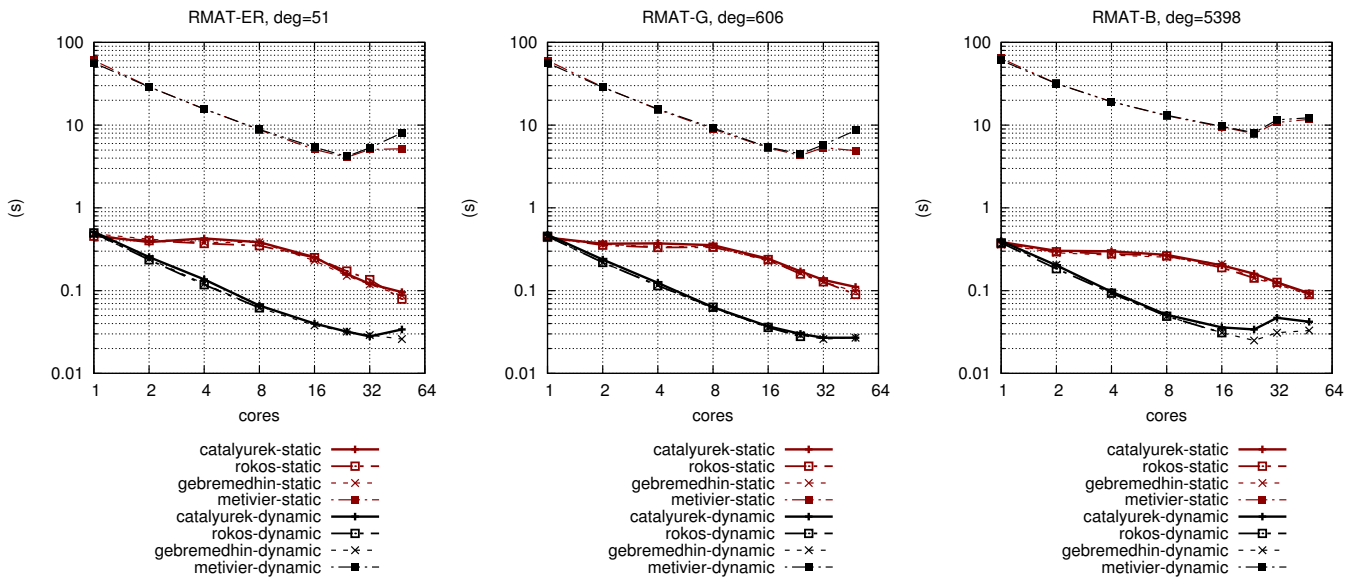 RMAT-ER, deg=51
100
10
1
0.1
0.01
(s)
1 2 4 8 16 32 64
cores
catalyurek-static
rokos-static
gebremedhin-static
metivier-static
catalyurek-dynamic
rokos-dynamic
gebremedhin-dynamic
metivier-dynamic
RMAT-G, deg=606
100
10
1
0.1
0.01
(s)
1 2 4 8 16 32 64
cores
catalyurek-static
rokos-static
gebremedhin-static
metivier-static
catalyurek-dynamic
rokos-dynamic
gebremedhin-dynamic
metivier-dynamic
RMAT-B, deg=5398
100
10
1
0.1
0.01
(s)
1 2 4 8 16 32 64
cores
catalyurek-static
rokos-static
gebremedhin-static
metivier-static
catalyurek-dynamic
rokos-dynamic
gebremedhin-dynamic
metivier-dynamic